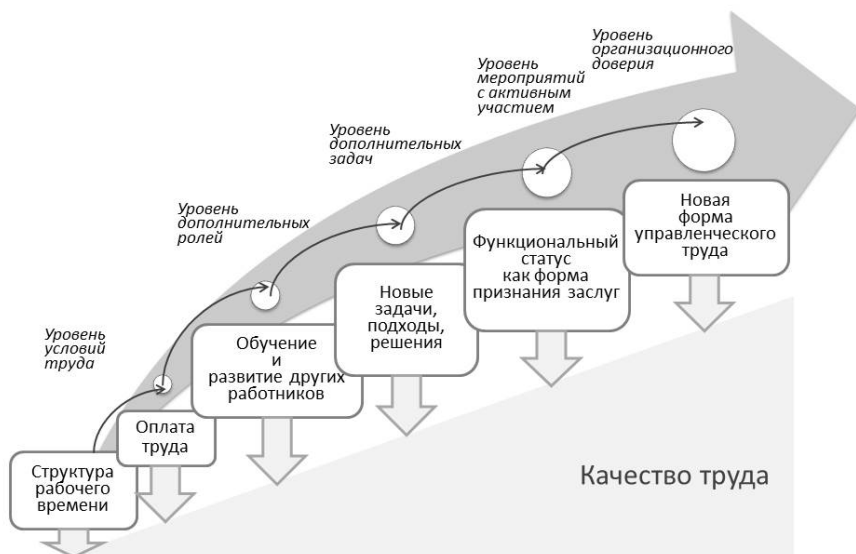 Уровень
организационного
доверия
Уровень
мероприятий
с активным
участием
Уровень
дополнительных
задач
Уровень
дополнительных
ролей
Уровень
условий
труда
Новая
форма
управленческого
труда
Функциональный
статус
как форма
признания заслуг
Новые
задачи,
подходы,
решения
Обучение
и
развитие других
работников
Оплата
труда
Структура
рабочего
времени
Качество труда